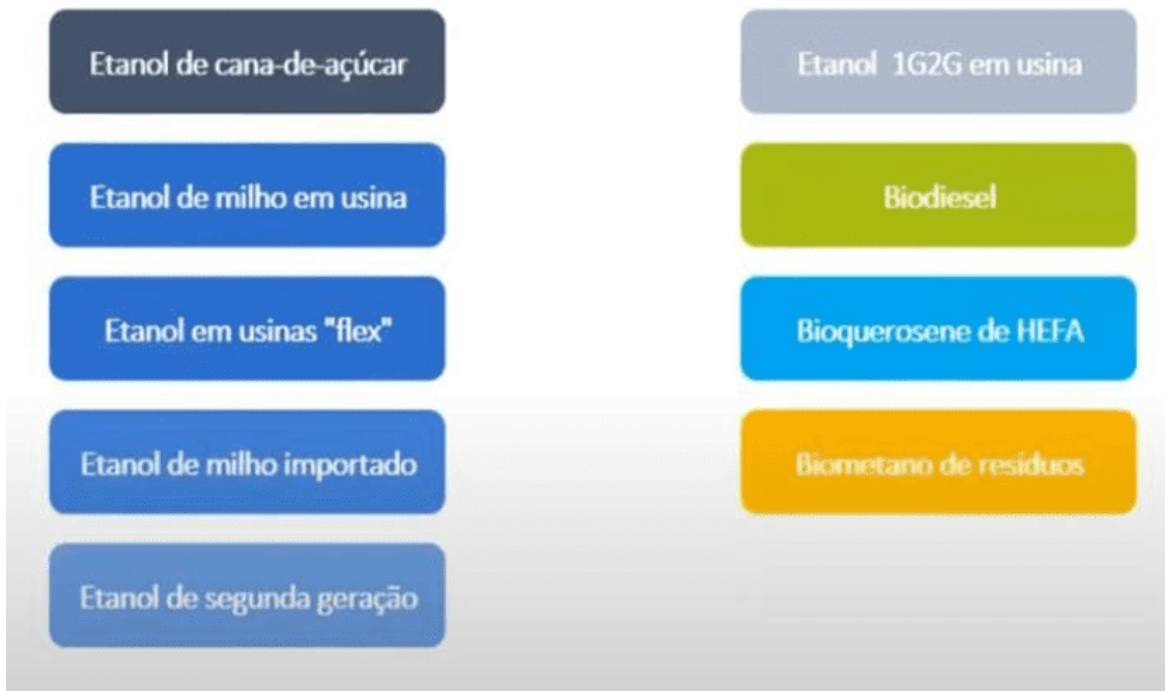 Etanol de cana-de-açúcar
Etanol de milho em usina
Etanol em usinas "flex"
Etanol de milho importado
Etanol de segunda geração
Etanol 1G2G em usina
Biodiesel
Bioquerosene de HEFA
Biometano de resíduos